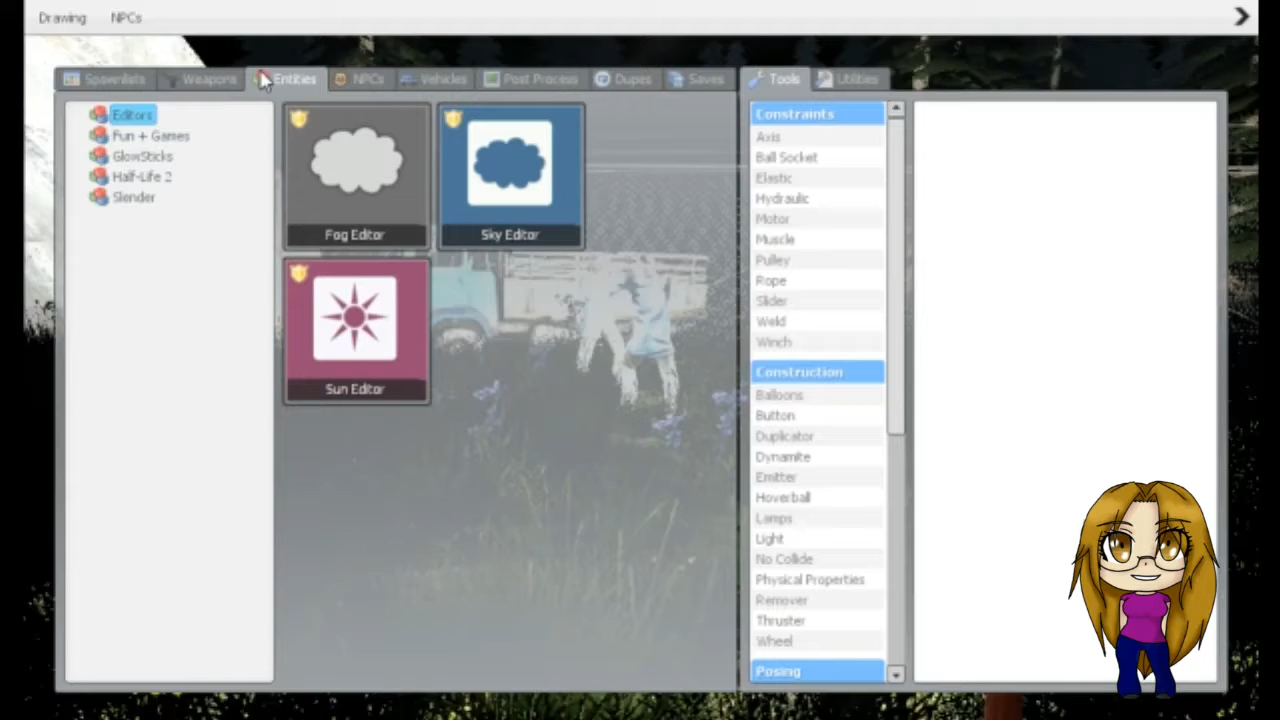 Drawing NPCs
Spawnlists Weapons Entities NPCs Vehicles Post Process Dupes Saves Tools Utilities
Editors
Fun + Games
GlowSticks
Half-Life 2
Slender
Fog Editor Sky Editor
Sun Editor
Constraints
Axis
Ball Socket
Elastic
Hydraulic
Motor
Muscle
Pulley
Rope
Slider
Weld
Winch
Construction
Balloons
Button
Duplicator
Dynamite
Emitter
Hoverball
Lamps
Light
No Collide
Physical Properties
Remover
Thruster
Wheel
Posing